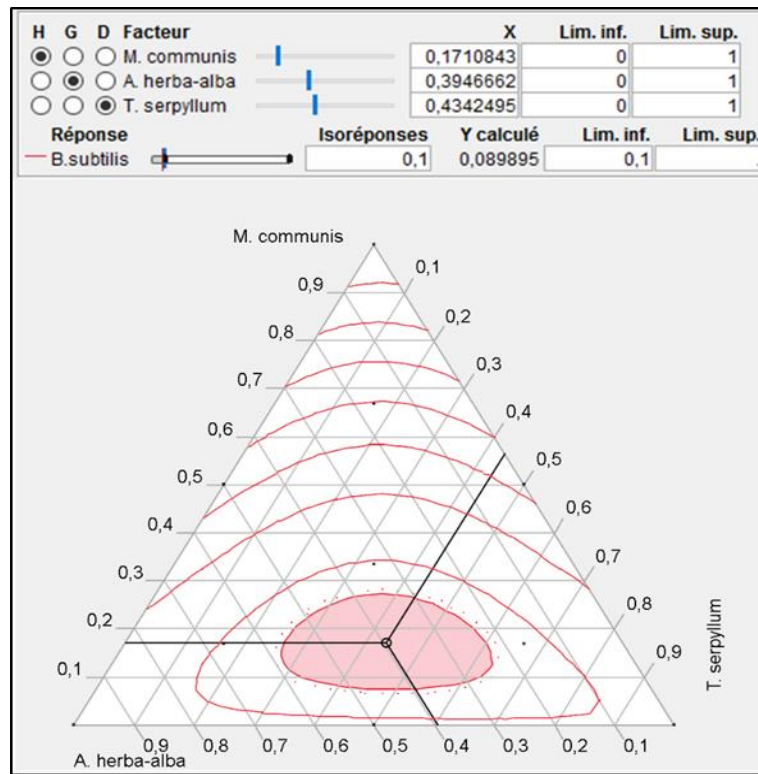 H G D Facteur X Lim. inf. Lim. sup.
M. communis 0,1710843 0 1
A. herba-alba 0,3946662 0 1
T. serpyllum 0,4342495 0 1
Réponse Isoréponses Y calculé Lim. inf. Lim. sup.
B.subtilis 0,1 0,089895 0,1
M. communis
0,9 0,1
0,8 0,2
0,7 0,3
0,6 0,4
0,5 0,5
0,4 0,6
0,3 0,7
0,2 0,8
0,1 0,9
T. serpyllum
0,9 0,8 0,7 0,6 0,5 0,4 0,3 0,2 0,1
A. herba-alba